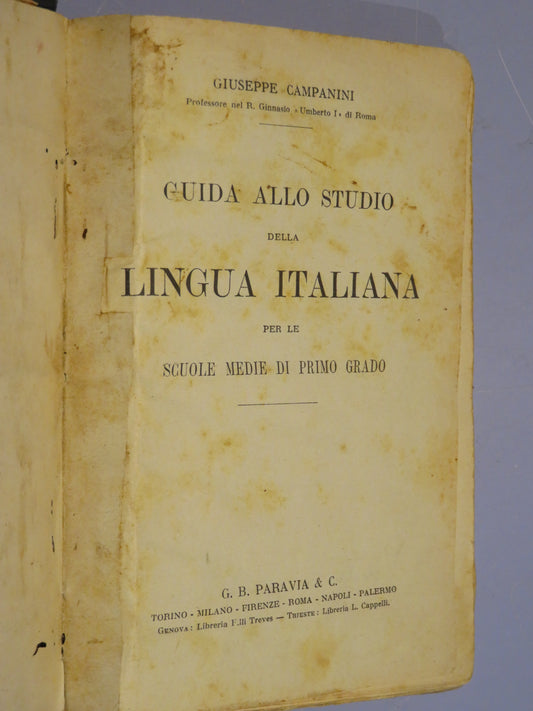 GIUSEPPE CAMPANINI
Professore nel R. Ginnasio «Umberto I» di Roma
GUIDA ALLO STUDIO
DELLA
LINGUA ITALIANA
PER LE
SCUOLE MEDIE DI PRIMO GRADO
G. B. PARAVIA & C.
TORINO - MILANO - FIRENZE - ROMA - NAPOLI - PALERMO
GENOVA: Libreria F.lli Treves — TRIESTE: Libreria L. Cappelli.